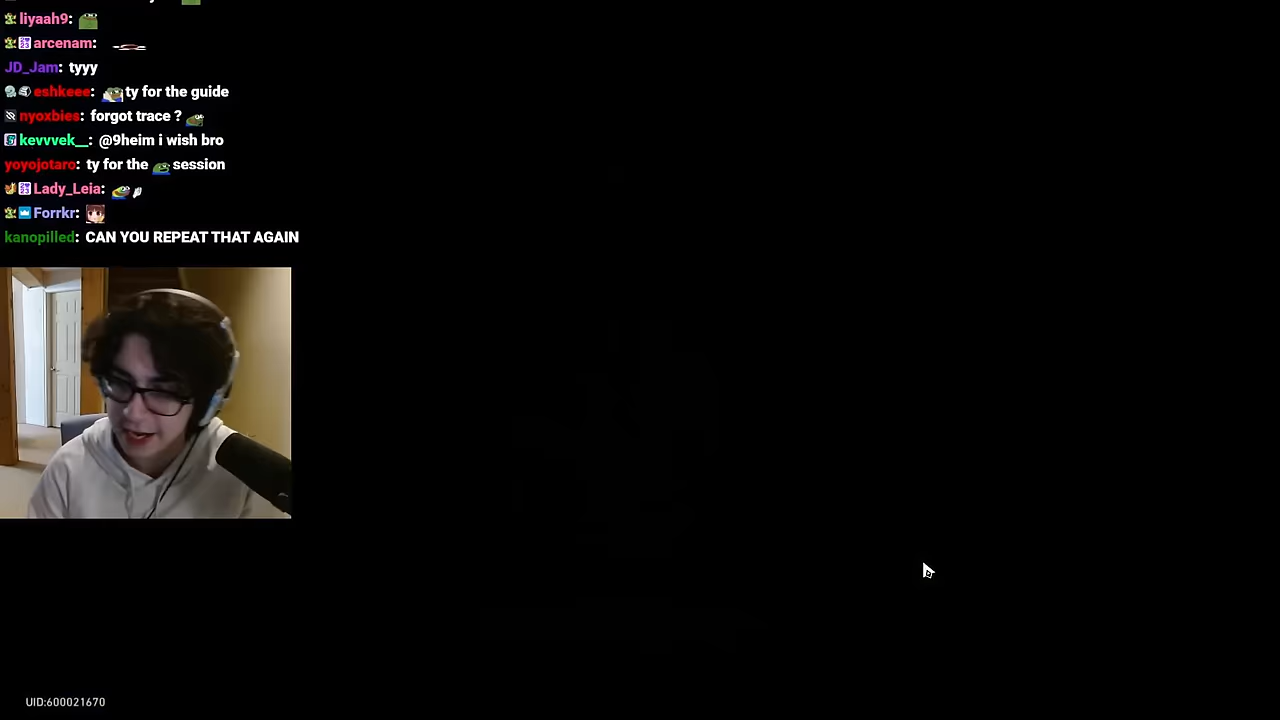 liyaah9:
arcenam:
JD_Jam: tyyy
eshkeee: ty for the guide
nyoxbies: forgot trace ?
kevvvek__: @9heim i wish bro
yoyojotaro: ty for the session
Lady_Leia:
Forrkr:
kanopilled: CAN YOU REPEAT THAT AGAIN
UID:600021670